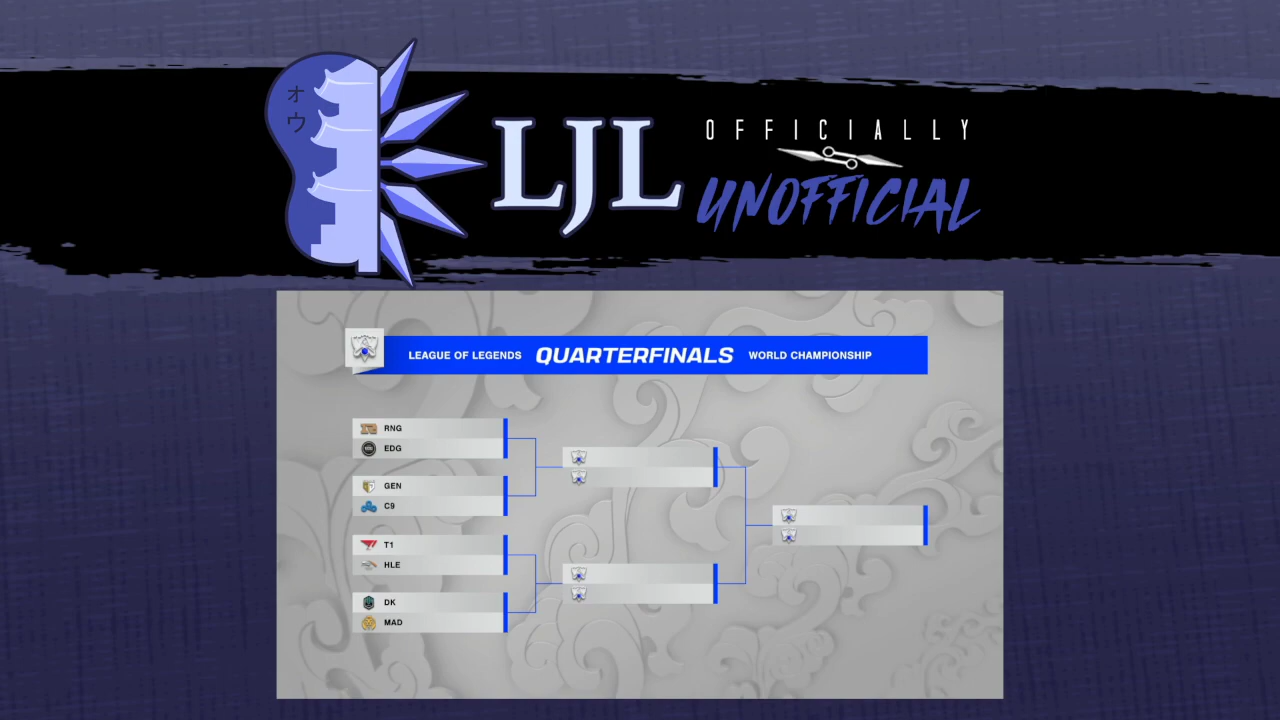 オウ
LJL
OFFICIALLY
UNOFFICIAL
LEAGUE OF LEGENDS QUARTERFINALS WORLD CHAMPIONSHIP
RNG
EDG
GEN
C9
T1
HLE
DK
MAD